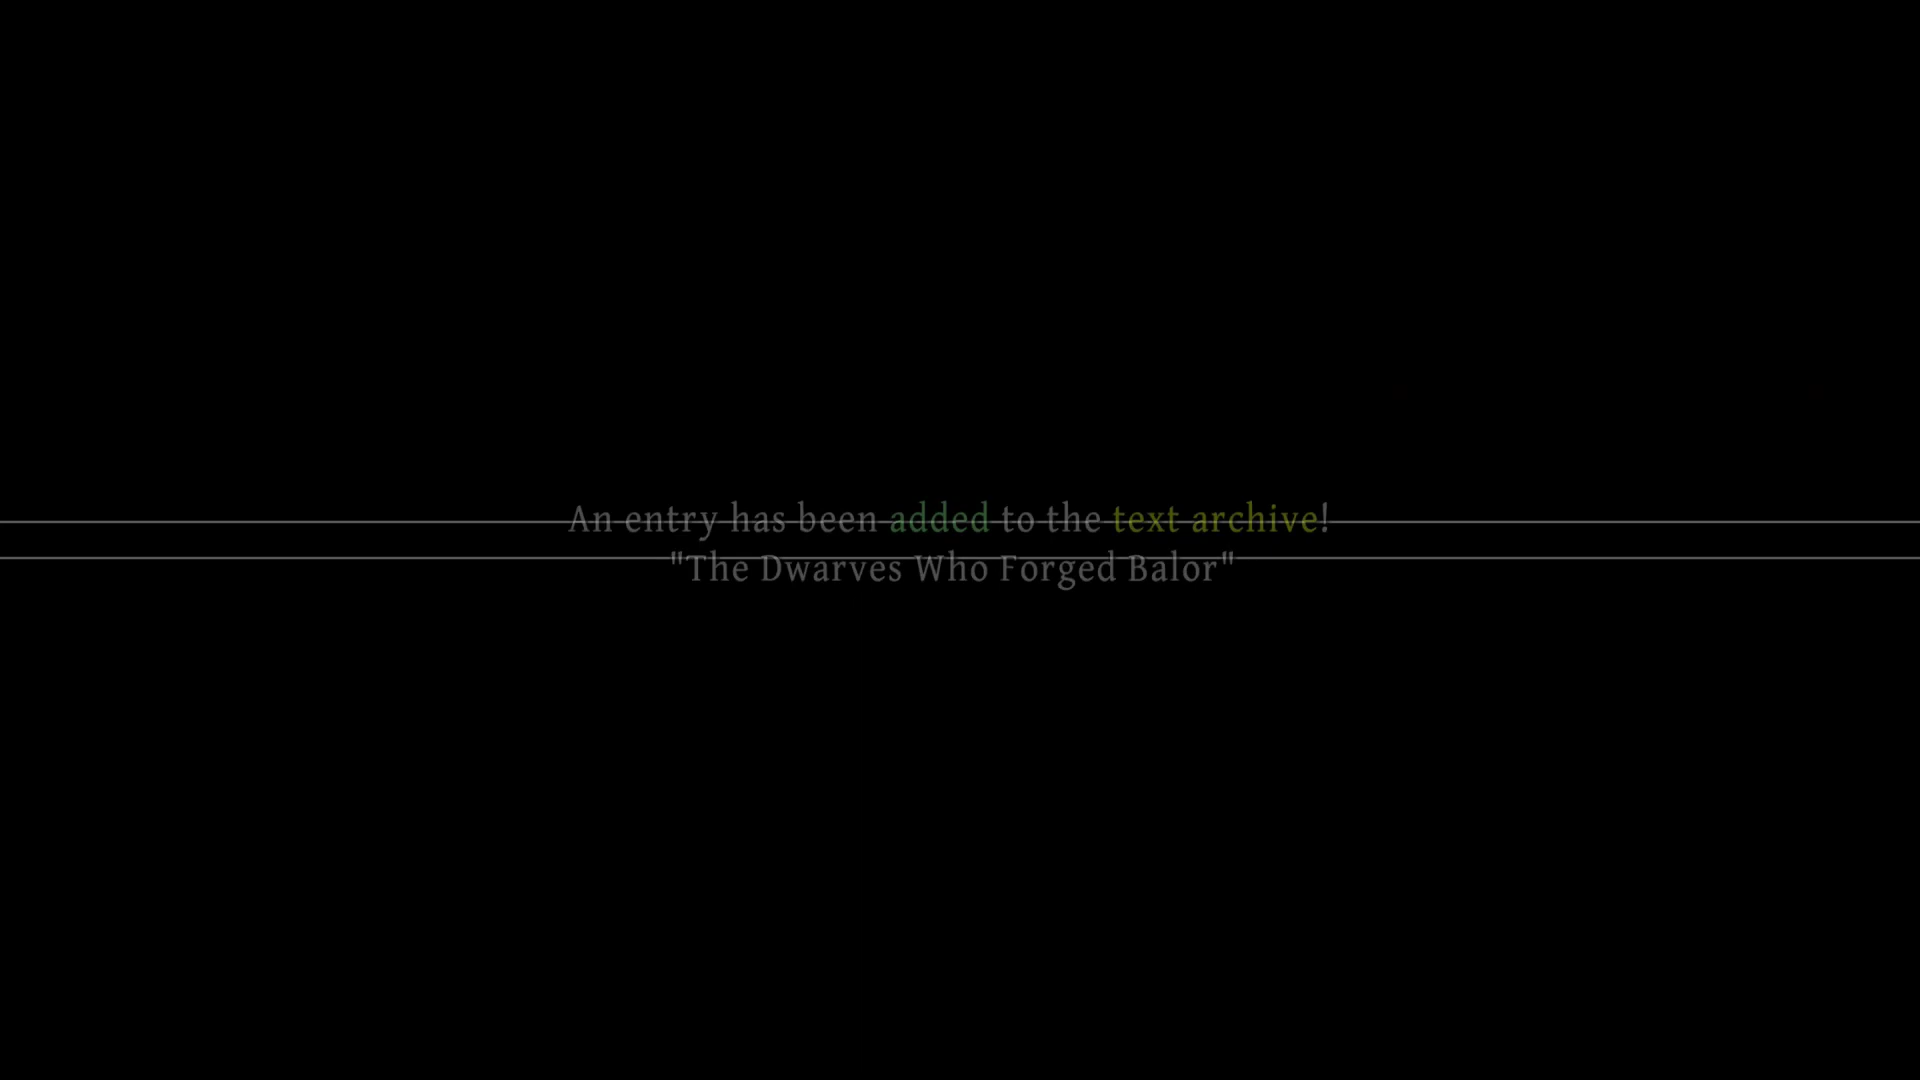 An entry has been added to the text archive!
"The Dwarves Who Forged Balor"